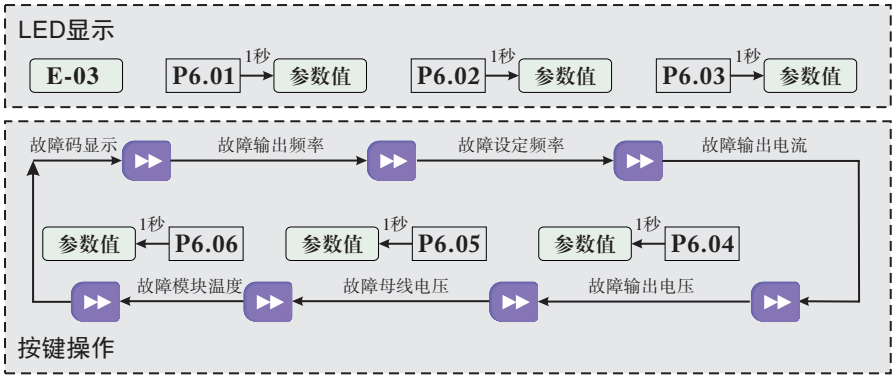 LED显示
E-03 P6.01 1秒 参数值 P6.02 1秒 参数值 P6.03 1秒 参数值
故障码显示 故障输出频率 故障设定频率 故障输出电流
参数值 1秒 P6.06 参数值 1秒 P6.05 参数值 1秒 P6.04
故障模块温度 故障母线电压 故障输出电压
按键操作